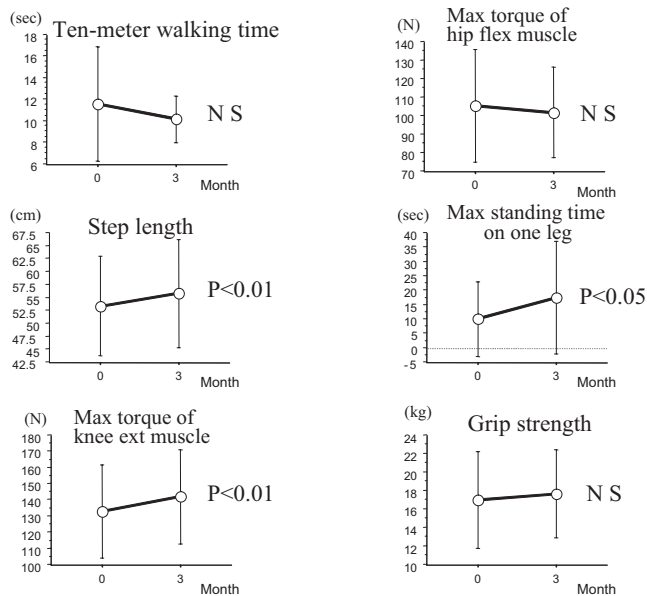 (sec)
Ten-meter walking time
18
16
14
12
10
8
6
N S
0
3
Month
(N)
Max torque of
hip flex muscle
140
130
120
110
100
90
80
70
N S
0
3
Month
(cm)
Step length
67.5
65
62.5
60
57.5
55
52.5
50
47.5
45
42.5
P<0.01
0
3
Month
(sec)
Max standing time
on one leg
40
35
30
25
20
15
10
5
0
-5
P<0.05
0
3
Month
(N)
Max torque of
knee ext muscle
180
170
160
150
140
130
120
110
100
P<0.01
0
3
Month
(kg)
Grip strength
26
24
22
20
18
16
14
12
10
N S
0
3
Month